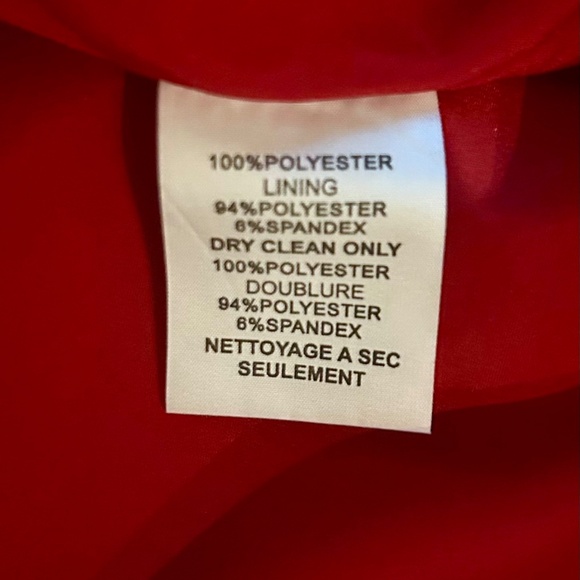 100%POLYESTER
LINING
94%POLYESTER
6%SPANDEX
DRY CLEAN ONLY
100%POLYESTER
DOUBLURE
94%POLYESTER
6%SPANDEX
NETTOYAGE A SEC
SEULEMENT